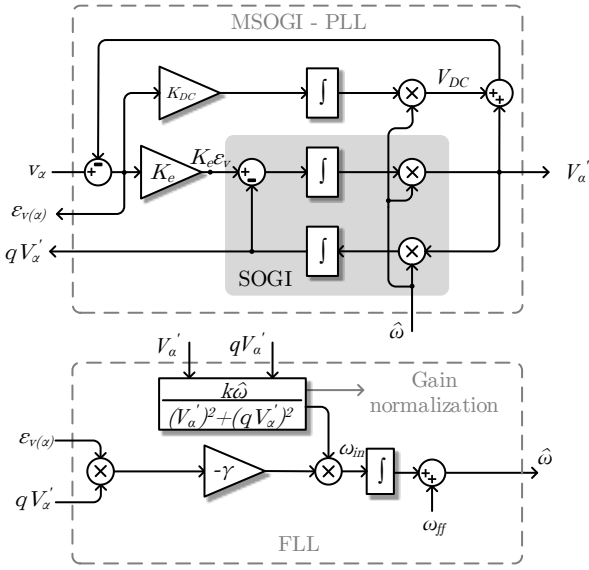 MSOGI - PLL
K_DC
∫
V_DC
v_α
K_e
K_eε_v
∫
V_α'
ε_v(α)
qV_α'
∫
SOGI
ω̂
V_α' qV_α'
kω̂
(V_α')²+(qV_α')²
Gain
normalization
ε_v(α)
-γ
ω_in
∫
ω̂
qV_α'
ω_ff
FLL